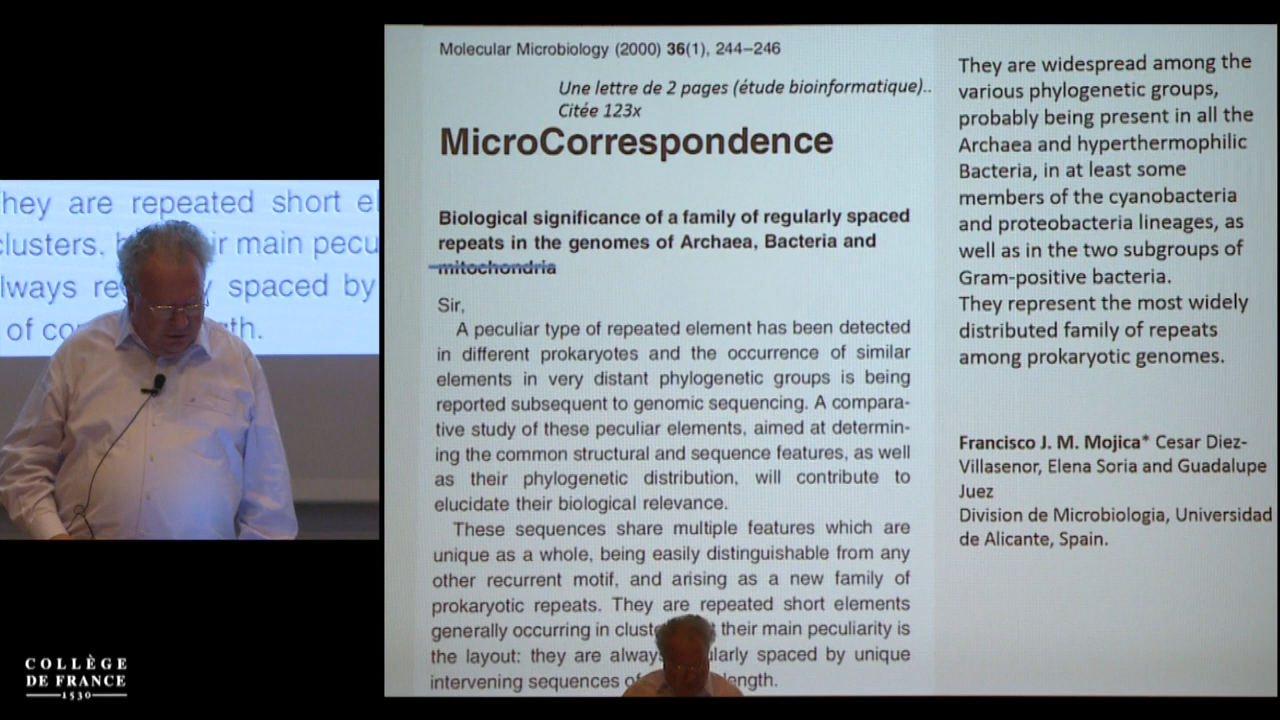 hey are repeated short el
clusters. ir main pecu
lways re spaced by
of co th.
COLLÈGE
DE FRANCE
1530
Molecular Microbiology (2000) 36(1), 244–246
Une lettre de 2 pages (étude bioinformatique)..
Citée 123x
MicroCorrespondence
Biological significance of a family of regularly spaced
repeats in the genomes of Archaea, Bacteria and
mitochondria
Sir,
A peculiar type of repeated element has been detected
in different prokaryotes and the occurrence of similar
elements in very distant phylogenetic groups is being
reported subsequent to genomic sequencing. A compara-
tive study of these peculiar elements, aimed at determin-
ing the common structural and sequence features, as well
as their phylogenetic distribution, will contribute to
elucidate their biological relevance.
These sequences share multiple features which are
unique as a whole, being easily distinguishable from any
other recurrent motif, and arising as a new family of
prokaryotic repeats. They are repeated short elements
generally occurring in clust t their main peculiarity is
the layout: they are always ularly spaced by unique
intervening sequences o length.
They are widespread among the
various phylogenetic groups,
probably being present in all the
Archaea and hyperthermophilic
Bacteria, in at least some
members of the cyanobacteria
and proteobacteria lineages, as
well as in the two subgroups of
Gram-positive bacteria.
They represent the most widely
distributed family of repeats
among prokaryotic genomes.
Francisco J. M. Mojica* Cesar Diez-
Villasenor, Elena Soria and Guadalupe
Juez
Division de Microbiologia, Universidad
de Alicante, Spain.